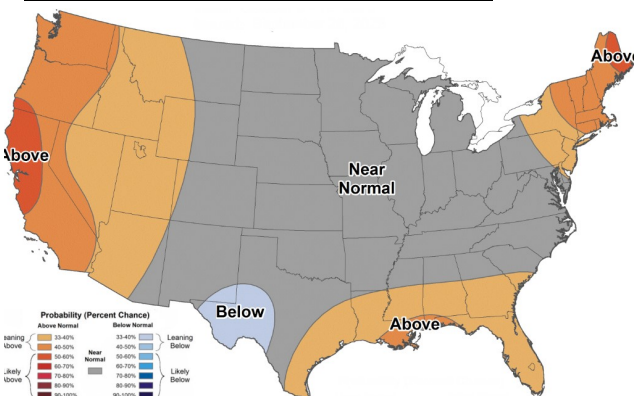 Above
Above
Near
Normal
Below
Above
Probability (Percent Chance)
Above Normal
Below Normal
eaning
Above
33-40%
40-50%
50-60%
60-70%
70-80%
80-90%
90-100%
ikely
Above
Near
Normal
33-40%
40-50%
50-60%
60-70%
70-80%
80-90%
90-100%
Leaning
Below
Likely
Below